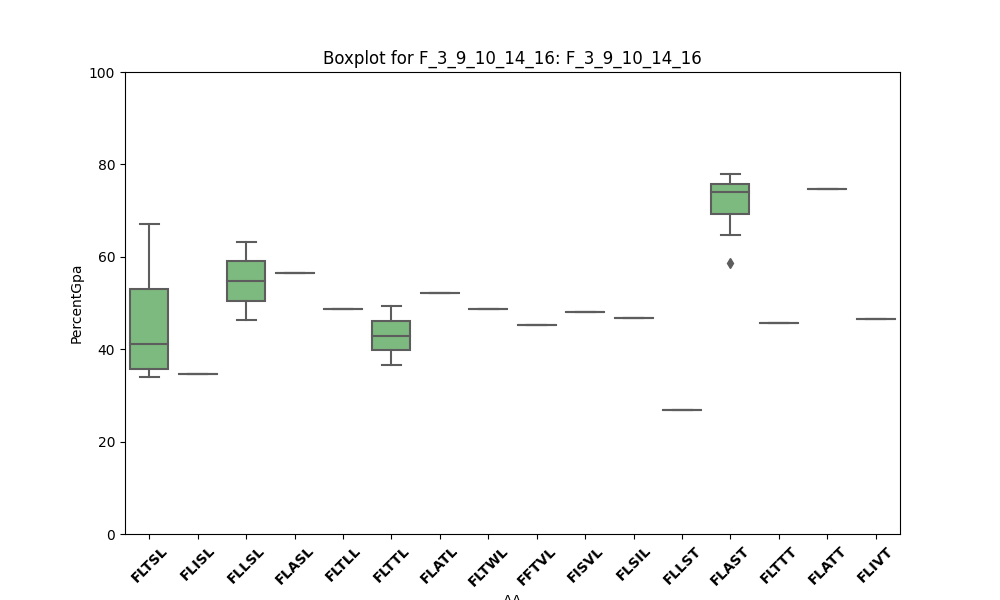 Boxplot for F_3_9_10_14_16: F_3_9_10_14_16
PercentGpa
100
80
60
40
20
0
FLTSL FLISL FLLSL FLASL FLTLL FLTTL FLATL FLTWL FFTVL FISVL FLSIL FLLST FLAST FLTTT FLATT FLIVT
AA